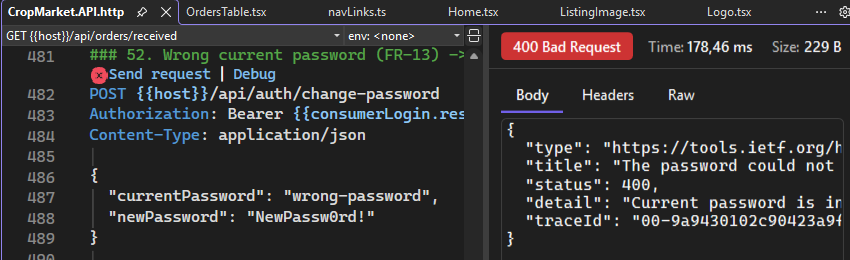 CropMarket.API.http OrdersTable.tsx navLinks.ts Home.tsx ListingImage.tsx Logo.tsx
GET {{host}}/api/orders/received env: <none>
481 ### 52. Wrong current password (FR-13) ->
Send request | Debug
482 POST {{host}}/api/auth/change-password
483 Authorization: Bearer {{consumerLogin.res
484 Content-Type: application/json
485
486 {
487 "currentPassword": "wrong-password",
488 "newPassword": "NewPassw0rd!"
489 }
400 Bad Request Time: 178,46 ms Size: 229 B
Body Headers Raw
{
"type": "https://tools.ietf.org/h
"title": "The password could not
"status": 400,
"detail": "Current password is in
"traceId": "00-9a9430102c90423a9f
}